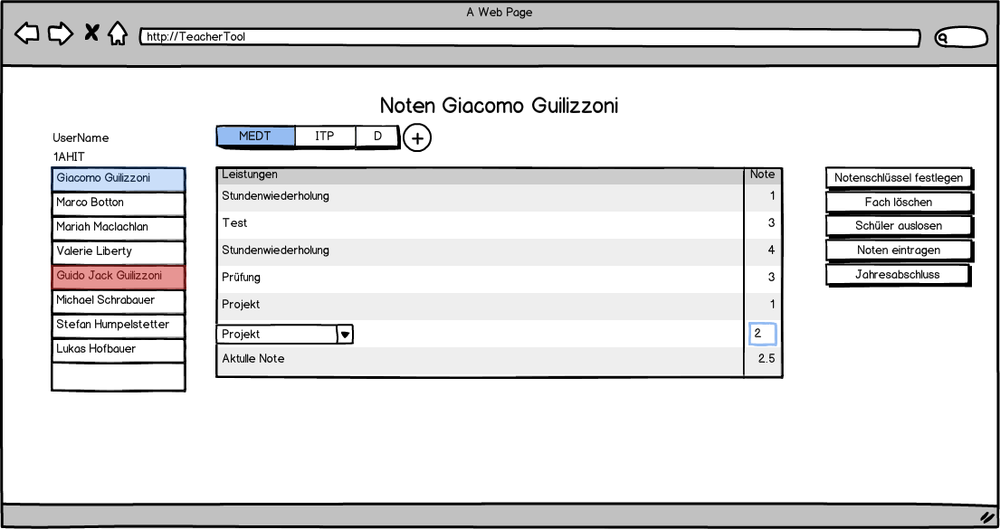 A Web Page
http://TeacherTool
Noten Giacomo Guilizzoni
UserName
1AHIT
MEDT ITP D +
Giacomo Guilizzoni
Marco Botton
Mariah Maclachlan
Valerie Liberty
Guido Jack Guilizzoni
Michael Schrabauer
Stefan Humpelstetter
Lukas Hofbauer
Leistungen Note
Stundenwiederholung 1
Test 3
Stundenwiederholung 4
Prüfung 3
Projekt 1
Projekt 2
Aktulle Note 2.5
Notenschlüssel festlegen
Fach löschen
Schüler auslosen
Noten eintragen
Jahresabschluss